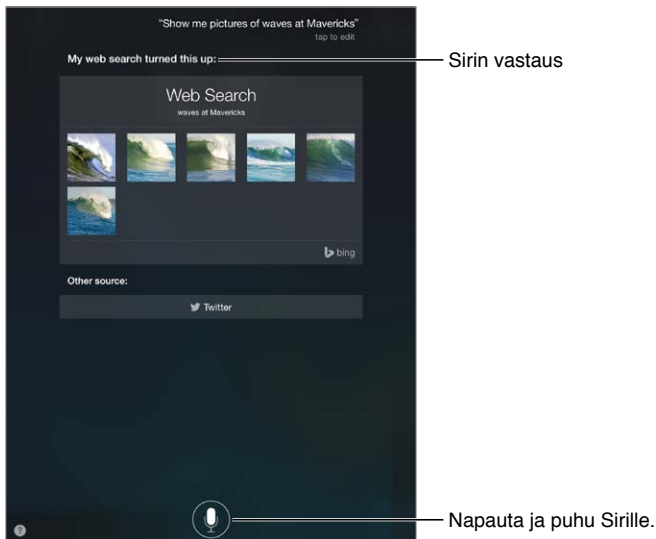 “Show me pictures of waves at Mavericks”
tap to edit
My web search turned this up:
Sirin vastaus
Web Search
waves at Mavericks
bing
Other source:
Twitter
?
Napauta ja puhu Sirille.